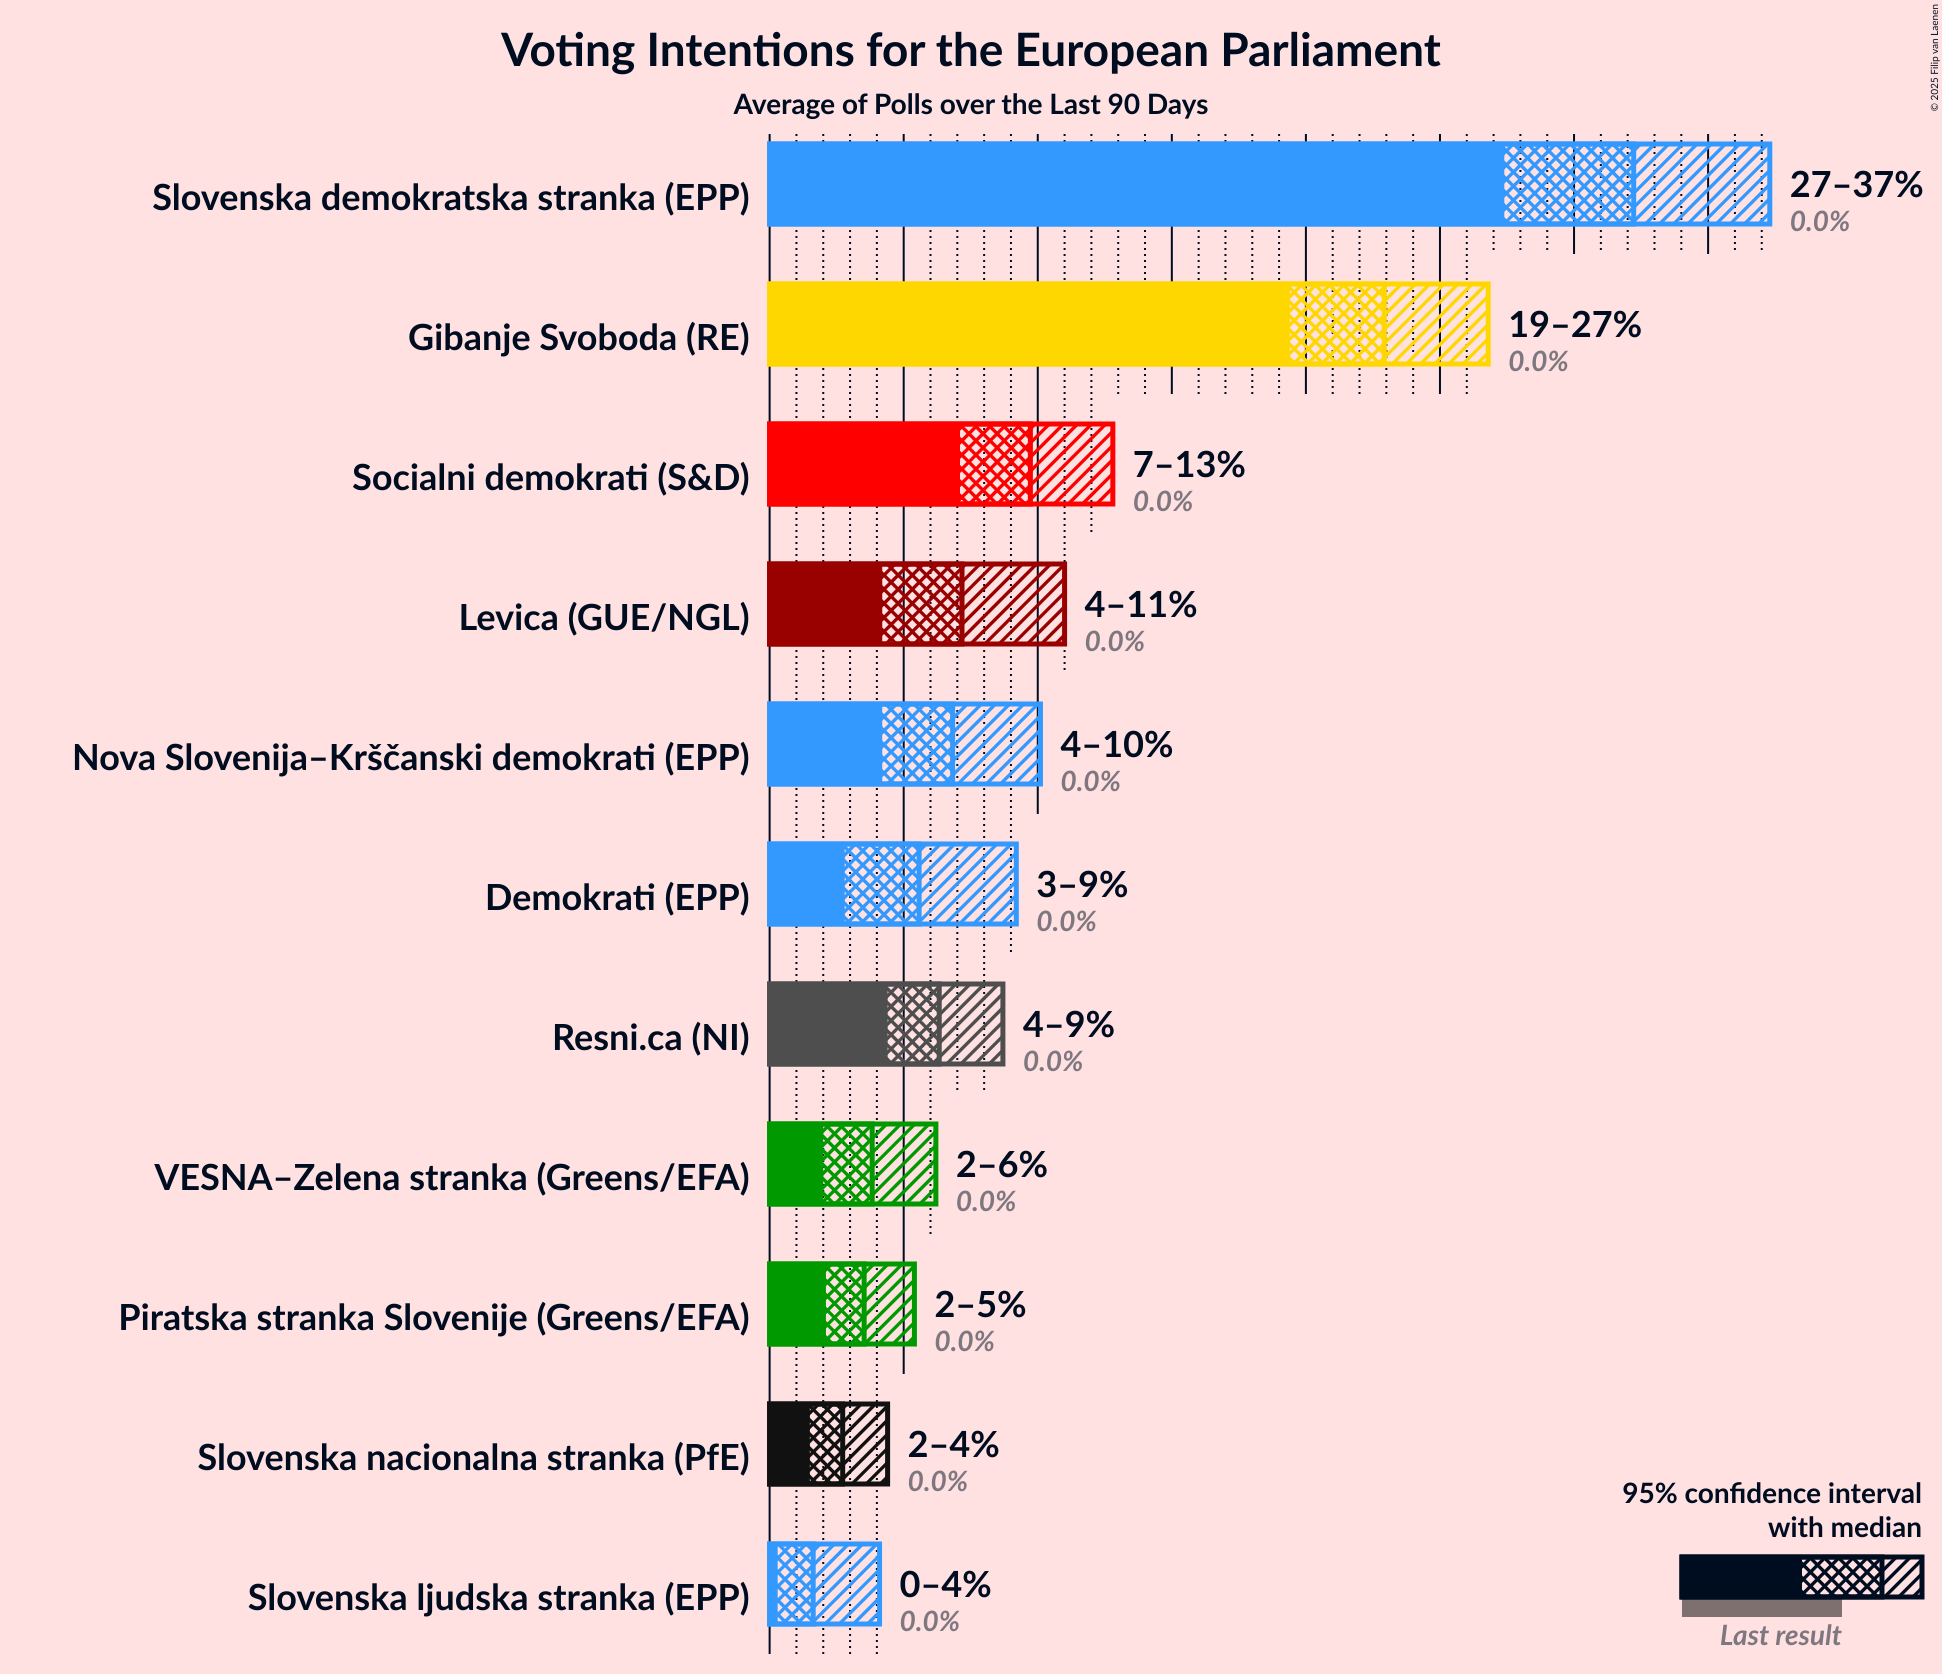 Voting Intentions for the European Parliament
Average of Polls over the Last 90 Days
© 2025 Filip van Laenen
Slovenska demokratska stranka (EPP)
27–37%
0.0%
Gibanje Svoboda (RE)
19–27%
0.0%
Socialni demokrati (S&D)
7–13%
0.0%
Levica (GUE/NGL)
4–11%
0.0%
Nova Slovenija–Krščanski demokrati (EPP)
4–10%
0.0%
Demokrati (EPP)
3–9%
0.0%
Resni.ca (NI)
4–9%
0.0%
VESNA–Zelena stranka (Greens/EFA)
2–6%
0.0%
Piratska stranka Slovenije (Greens/EFA)
2–5%
0.0%
Slovenska nacionalna stranka (PfE)
2–4%
0.0%
Slovenska ljudska stranka (EPP)
0–4%
0.0%
95% confidence interval
with median
Last result